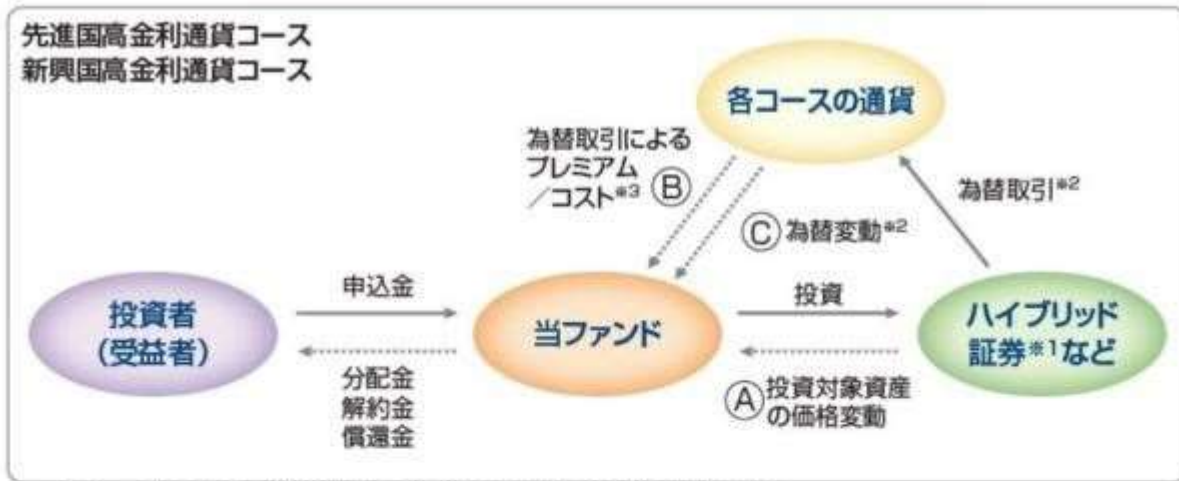 先進国高金利通貨コース
新興国高金利通貨コース
各コースの通貨
為替取引による
プレミアム
／コスト※3 Ⓑ
為替取引※2
Ⓒ 為替変動※2
投資者
(受益者)
申込金
分配金
解約金
償還金
当ファンド
投資
Ⓐ 投資対象資産
の価格変動
ハイブリッド
証券※1など